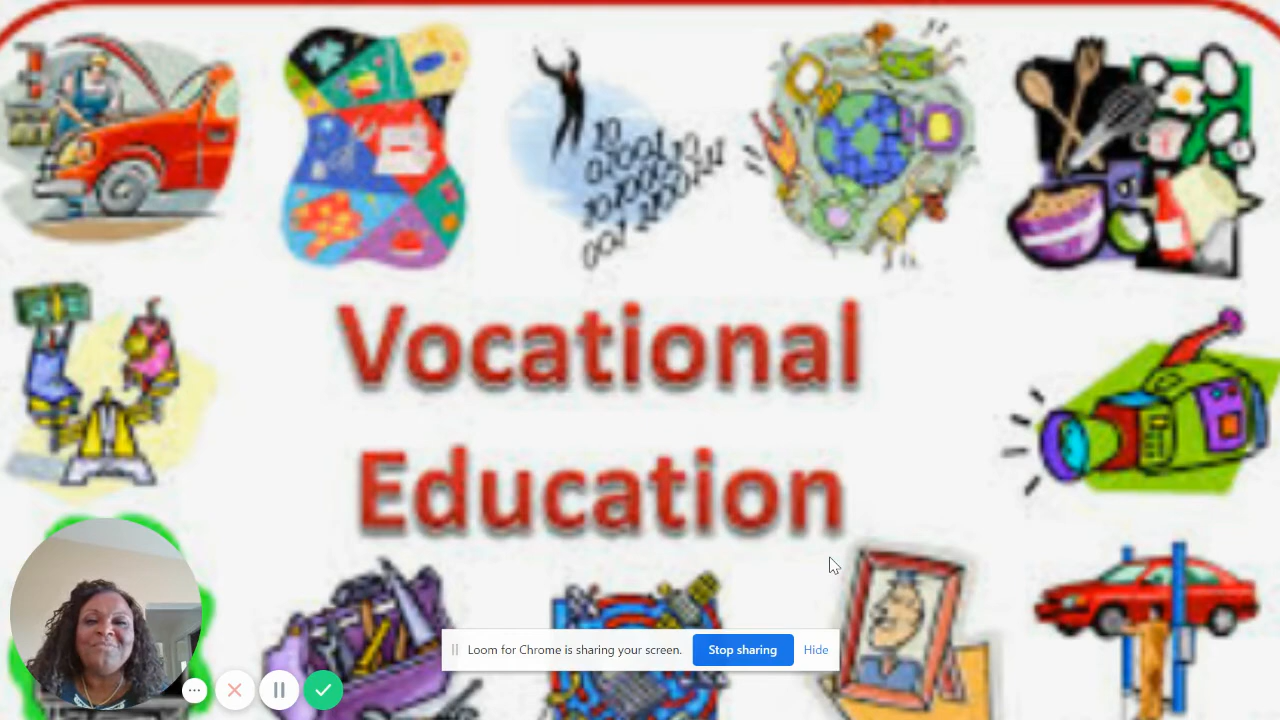 Vocational
Education
Loom for Chrome is sharing your screen.
Stop sharing
Hide